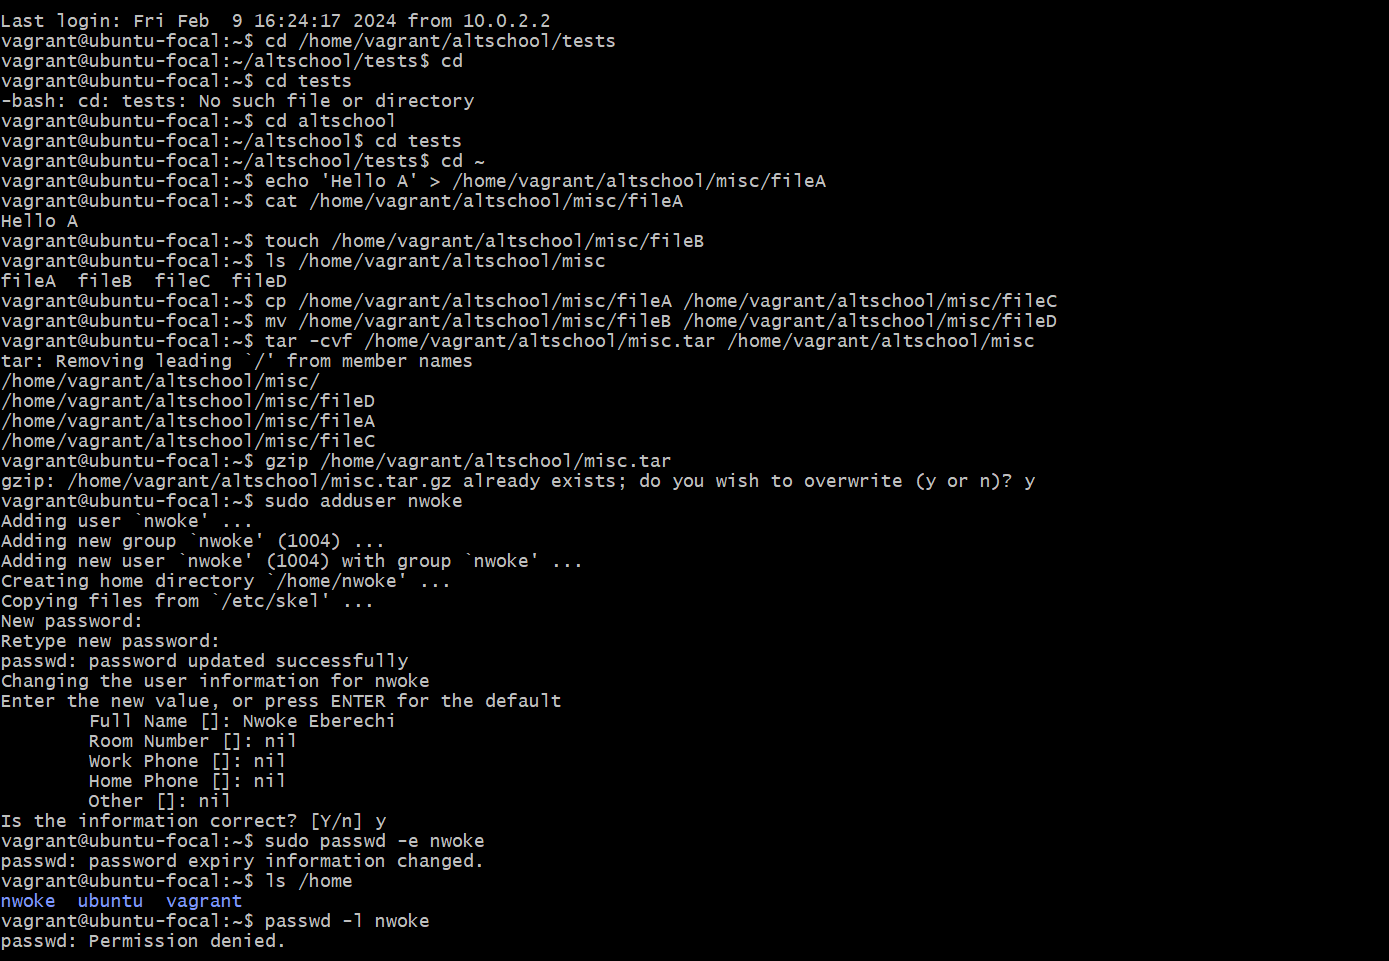 Last login: Fri Feb  9 16:24:17 2024 from 10.0.2.2
vagrant@ubuntu-focal:~$ cd /home/vagrant/altschool/tests
vagrant@ubuntu-focal:~/altschool/tests$ cd
vagrant@ubuntu-focal:~$ cd tests
-bash: cd: tests: No such file or directory
vagrant@ubuntu-focal:~$ cd altschool
vagrant@ubuntu-focal:~/altschool$ cd tests
vagrant@ubuntu-focal:~/altschool/tests$ cd ~
vagrant@ubuntu-focal:~$ echo 'Hello A' > /home/vagrant/altschool/misc/fileA
vagrant@ubuntu-focal:~$ cat /home/vagrant/altschool/misc/fileA
Hello A
vagrant@ubuntu-focal:~$ touch /home/vagrant/altschool/misc/fileB
vagrant@ubuntu-focal:~$ ls /home/vagrant/altschool/misc
fileA  fileB  fileC  fileD
vagrant@ubuntu-focal:~$ cp /home/vagrant/altschool/misc/fileA /home/vagrant/altschool/misc/fileC
vagrant@ubuntu-focal:~$ mv /home/vagrant/altschool/misc/fileB /home/vagrant/altschool/misc/fileD
vagrant@ubuntu-focal:~$ tar -cvf /home/vagrant/altschool/misc.tar /home/vagrant/altschool/misc
tar: Removing leading `/' from member names
/home/vagrant/altschool/misc/
/home/vagrant/altschool/misc/fileD
/home/vagrant/altschool/misc/fileA
/home/vagrant/altschool/misc/fileC
vagrant@ubuntu-focal:~$ gzip /home/vagrant/altschool/misc.tar
gzip: /home/vagrant/altschool/misc.tar.gz already exists; do you wish to overwrite (y or n)? y
vagrant@ubuntu-focal:~$ sudo adduser nwoke
Adding user `nwoke' ...
Adding new group `nwoke' (1004) ...
Adding new user `nwoke' (1004) with group `nwoke' ...
Creating home directory `/home/nwoke' ...
Copying files from `/etc/skel' ...
New password:
Retype new password:
passwd: password updated successfully
Changing the user information for nwoke
Enter the new value, or press ENTER for the default
        Full Name []: Nwoke Eberechi
        Room Number []: nil
        Work Phone []: nil
        Home Phone []: nil
        Other []: nil
Is the information correct? [Y/n] y
vagrant@ubuntu-focal:~$ sudo passwd -e nwoke
passwd: password expiry information changed.
vagrant@ubuntu-focal:~$ ls /home
nwoke  ubuntu  vagrant
vagrant@ubuntu-focal:~$ passwd -l nwoke
passwd: Permission denied.